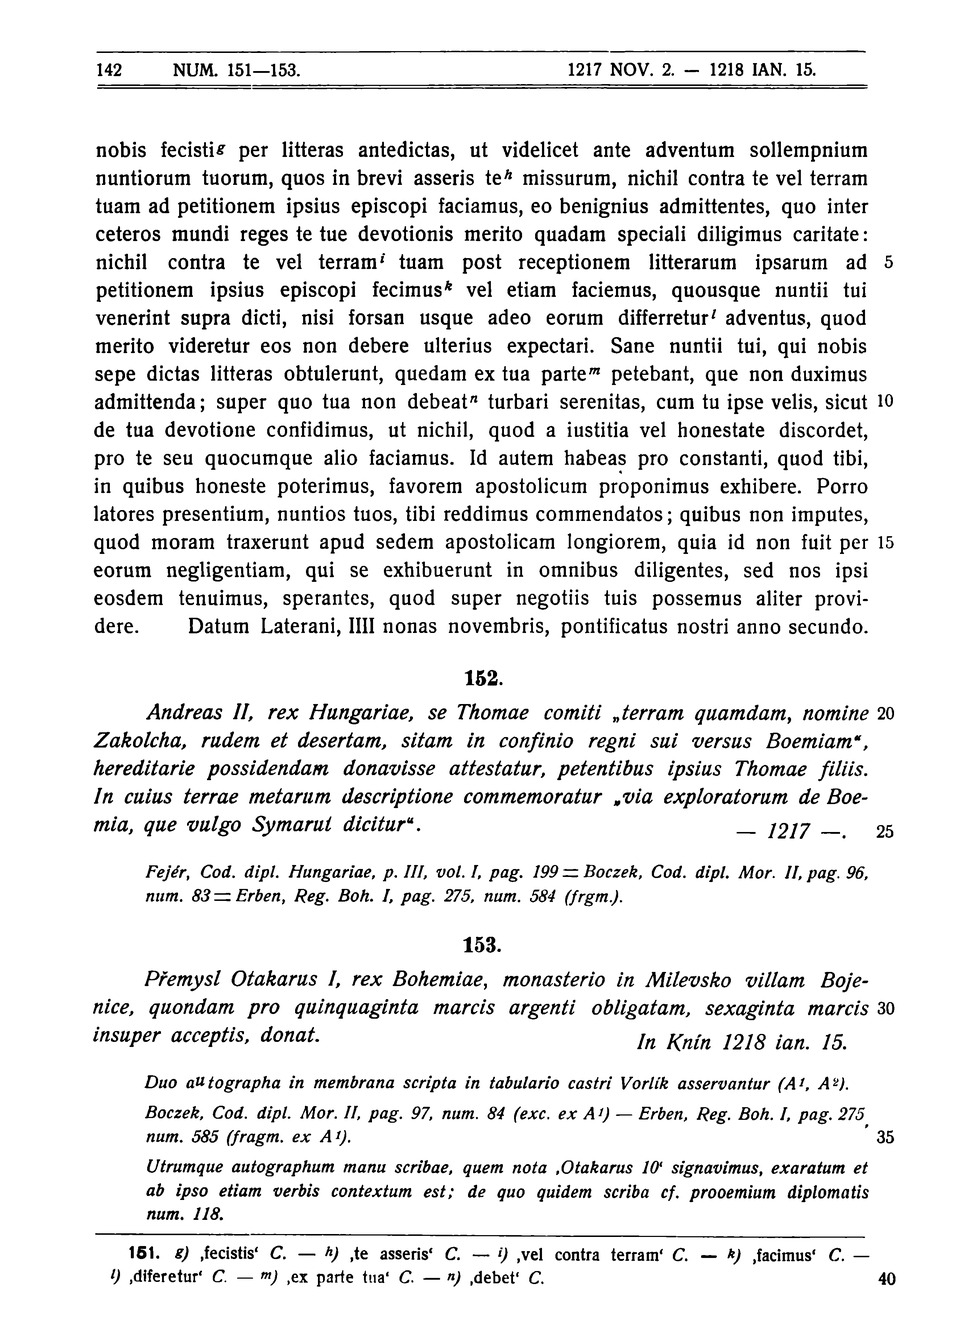 142 NUM. 151—153. 1217 NOV. 2. — 1218 IAN. 15.
nobis fecisti g per litteras antedictas, ut videlicet ante adventum sollempnium
nuntiorum tuorum, quos in brevi asseris te h missurum, nichil contra te vel terram
tuam ad petitionem ipsius episcopi faciamus, eo benignius admittentes, quo inter
ceteros mundi reges te tue devotionis merito quadam speciali diligimus caritate:
nichil contra te vel terram i tuam post receptionem litterarum ipsarum ad 5
petitionem ipsius episcopi fecimus k vel etiam faciemus, quousque nuntii tui
venerint supra dicti, nisi forsan usque adeo eorum differretur l adventus, quod
merito videretur eos non debere ulterius expectari. Sane nuntii tui, qui nobis
sepe dictas litteras obtulerunt, quedam ex tua parte m petebant, que non duximus
admittenda; super quo tua non debeat n turbari serenitas, cum tu ipse velis, sicut 10
de tua devotione confidimus, ut nichil, quod a iustitia vel honestate discordet,
pro te seu quocumque alio faciamus. Id autem habeas pro constanti, quod tibi,
in quibus honeste poterimus, favorem apostolicum proponimus exhibere. Porro
latores presentium, nuntios tuos, tibi reddimus commendatos; quibus non imputes,
quod moram traxerunt apud sedem apostolicam longiorem, quia id non fuit per 15
eorum negligentiam, qui se exhibuerunt in omnibus diligentes, sed nos ipsi
eosdem tenuimus, sperantes, quod super negotiis tuis possemus aliter provi-
dere. Datum Laterani, IIII nonas novembris, pontificatus nostri anno secundo.
152.
Andreas II, rex Hungariae, se Thomae comiti „terram quamdam, nomine 20
Zakolcha, rudem et desertam, sitam in confinio regni sui versus Boemiam“,
hereditarie possidendam donavisse attestatur, petentibus ipsius Thomae filiis.
In cuius terrae metarum descriptione commemoratur „via exploratorum de Boe-
mia, que vulgo Symarut dicitur“. — 1217 —. 25
Fejér, Cod. dipl. Hungariae, p. III, vol. I, pag. 199 = Boczek, Cod. dipl. Mor. II, pag. 96,
num. 83 = Erben, Reg. Boh. I, pag. 275, num. 584 (frgm.).
153.
Přemysl Otakarus I, rex Bohemiae, monasterio in Milevsko villam Boje-
nice, quondam pro quinquaginta marcis argenti obligatam, sexaginta marcis 30
insuper acceptis, donat. In Knín 1218 ian. 15.
Duo autographa in membrana scripta in tabulario castri Vorlík asservantur (A¹, A²).
Boczek, Cod. dipl. Mor. II, pag. 97, num. 84 (exc. ex A¹) — Erben, Reg. Boh. I, pag. 275,
num. 585 (fragm. ex A¹). 35
Utrumque autographum manu scribae, quem nota ‚Otakarus 10‘ signavimus, exaratum et
ab ipso etiam verbis contextum est; de quo quidem scriba cf. prooemium diplomatis
num. 118.
151. g) ‚fecistis‘ C. — h) ‚te asseris‘ C. — i) ‚vel contra terram‘ C. — k) ‚facimus‘ C. —
l) ‚diferetur‘ C. — m) ‚ex parte tua‘ C. — n) ‚debet‘ C. 40